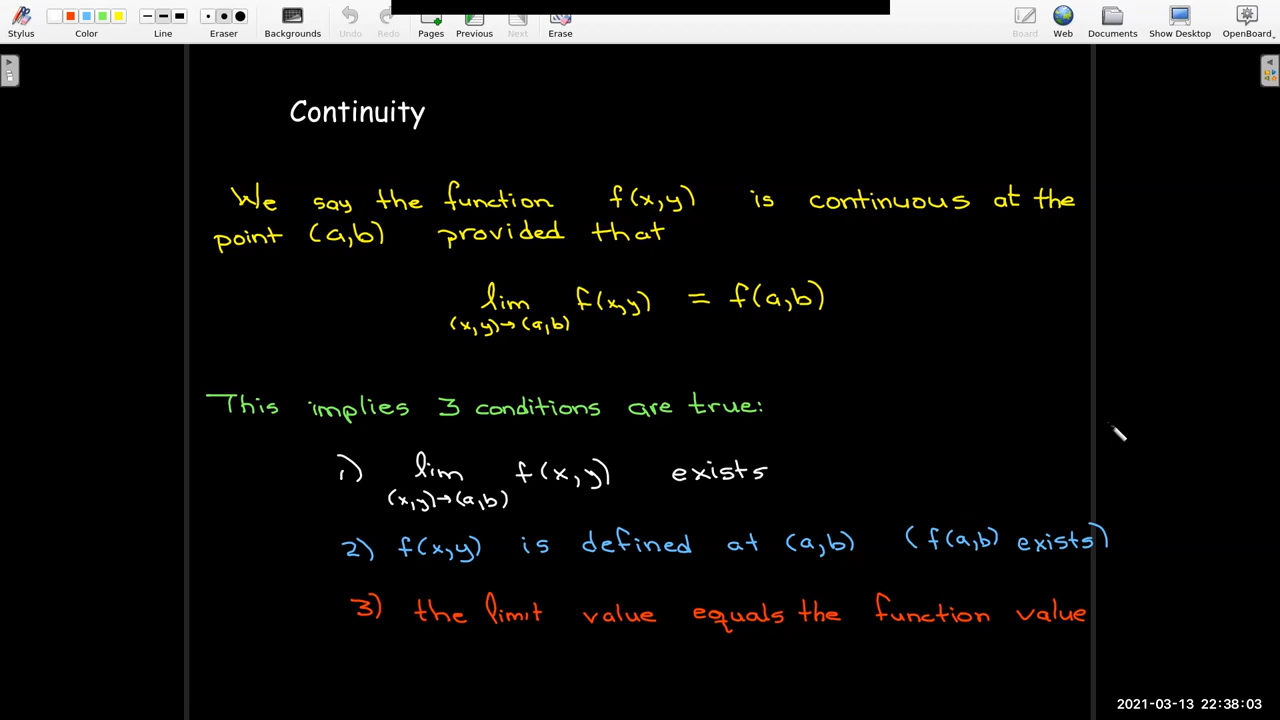 Stylus Color Line Eraser Backgrounds Undo Redo Pages Previous Next Erase Board Web Documents Show Desktop OpenBoard
Continuity
We say the function f(x,y) is continuous at the
point (a,b) provided that
lim f(x,y) = f(a,b)
(x,y)→(a,b)
This implies 3 conditions are true:
1) lim f(x,y) exists
(x,y)→(a,b)
2) f(x,y) is defined at (a,b) (f(a,b) exists)
3) the limit value equals the function value
2021-03-13 22:38:03